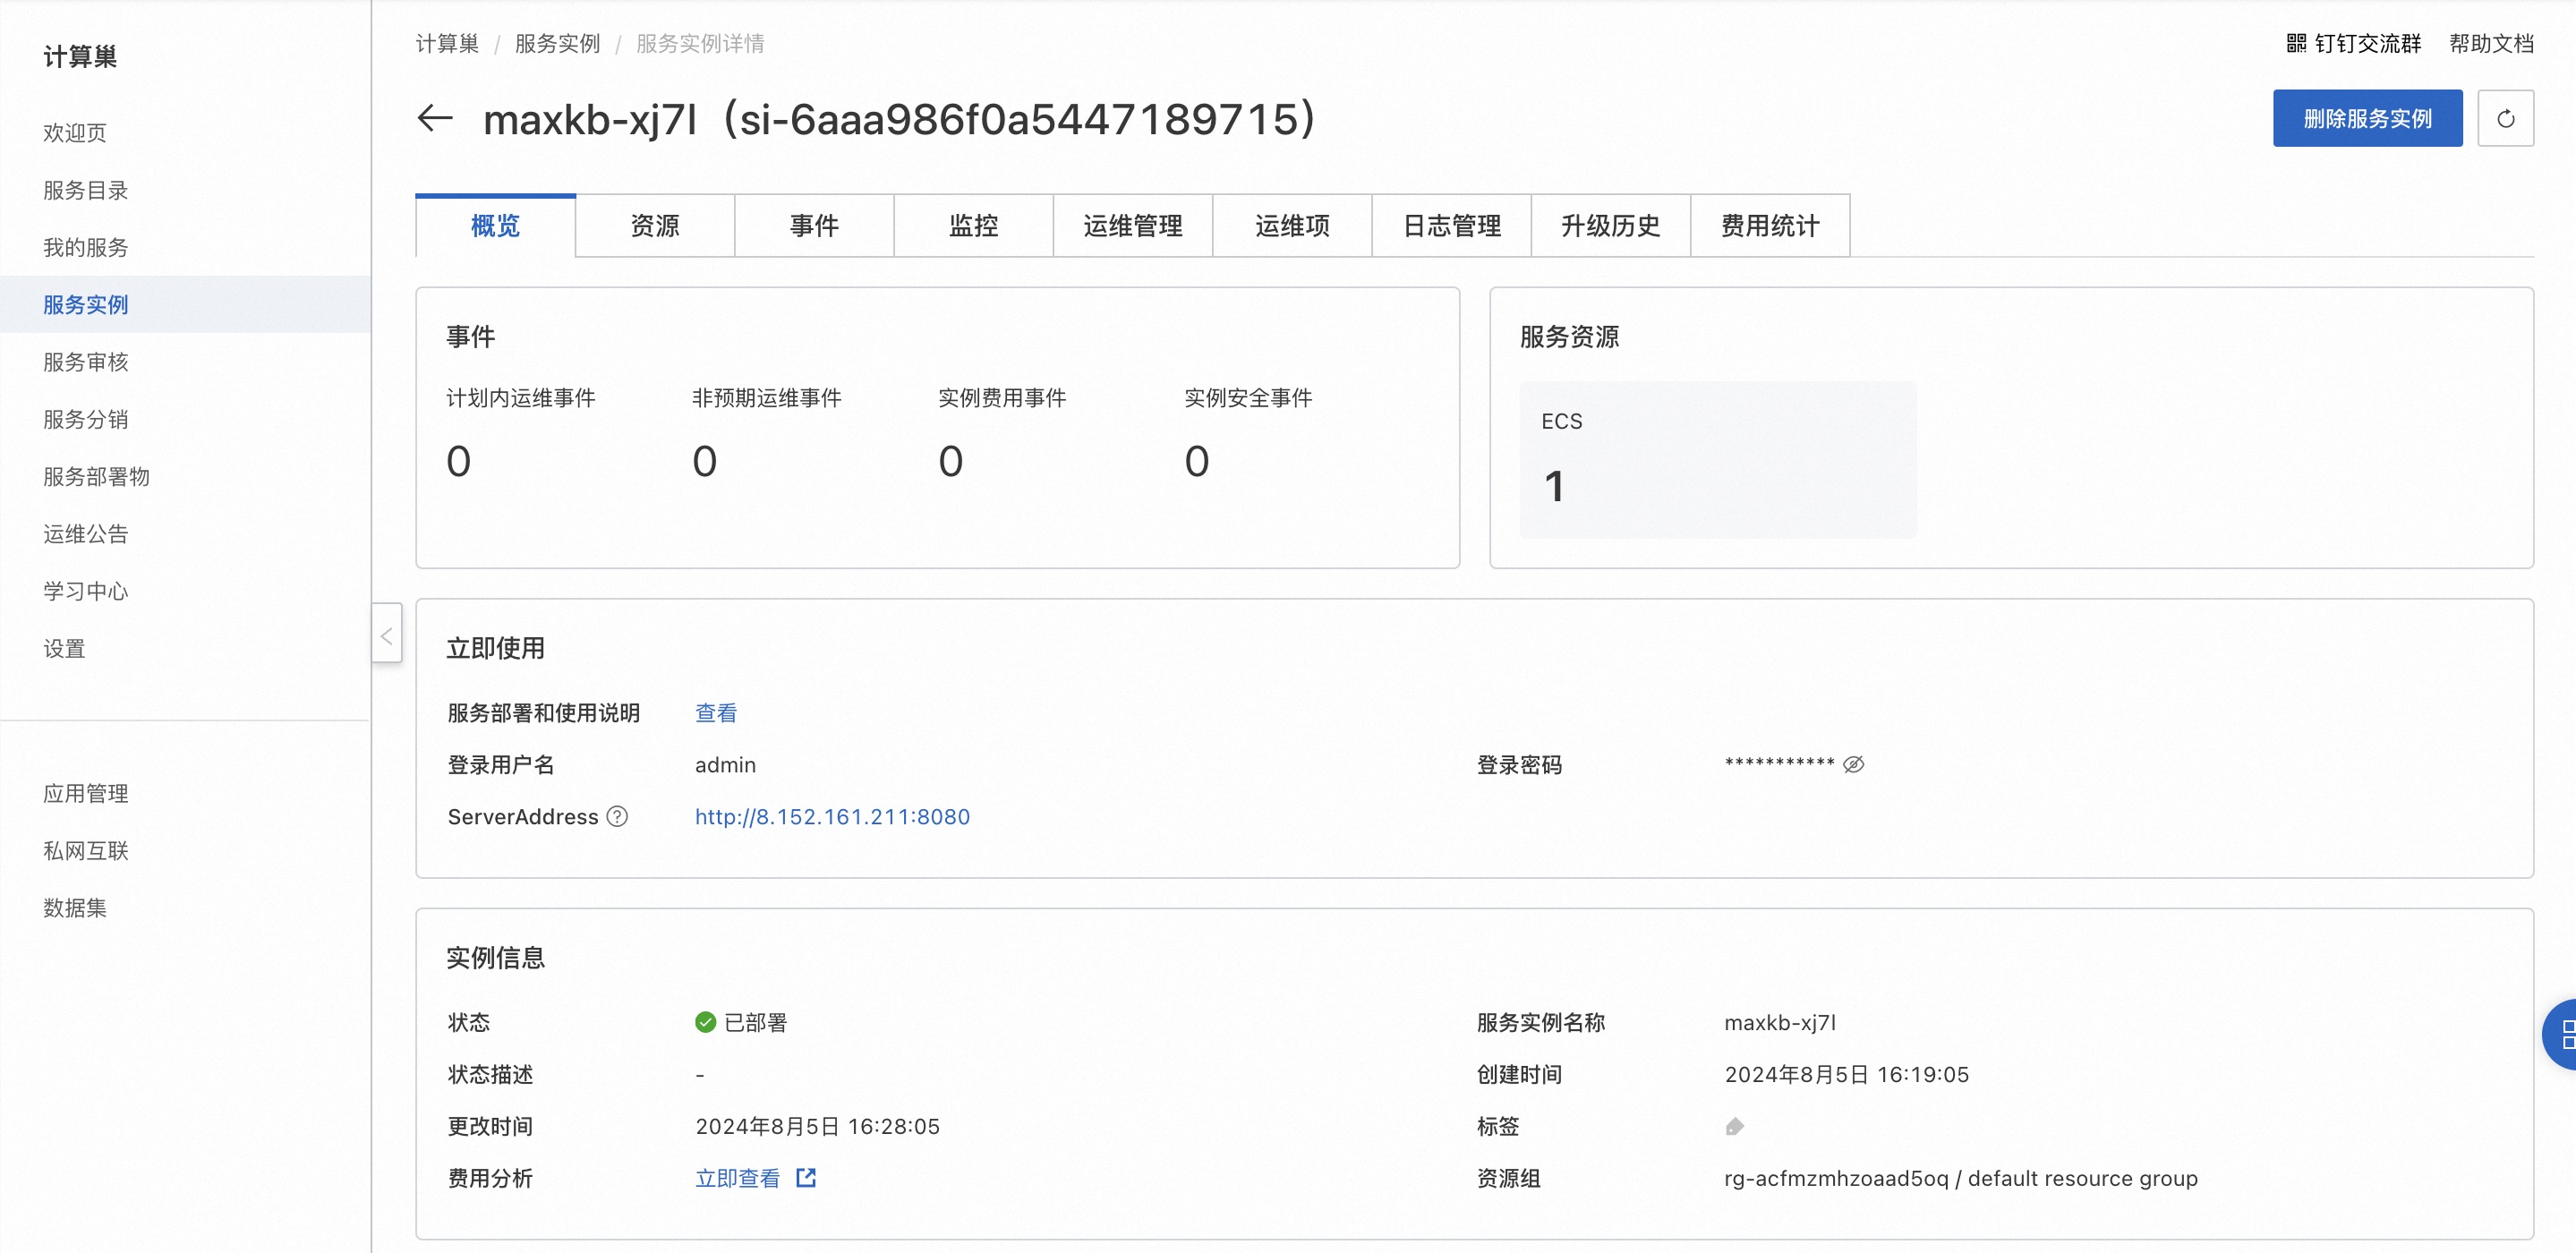 计算巢
欢迎页
服务目录
我的服务
服务实例
服务审核
服务分销
服务部署物
运维公告
学习中心
设置
应用管理
私网互联
数据集
计算巢 / 服务实例 / 服务实例详情
钉钉交流群 帮助文档
maxkb-xj7l（si-6aaa986f0a5447189715）
删除服务实例
概览 资源 事件 监控 运维管理 运维项 日志管理 升级历史 费用统计
事件
计划内运维事件 非预期运维事件 实例费用事件 实例安全事件
0 0 0 0
服务资源
ECS
1
立即使用
服务部署和使用说明 查看
登录用户名 admin 登录密码 ***********
ServerAddress http://8.152.161.211:8080
实例信息
状态 已部署 服务实例名称 maxkb-xj7l
状态描述 - 创建时间 2024年8月5日 16:19:05
更改时间 2024年8月5日 16:28:05 标签
费用分析 立即查看 资源组 rg-acfmzmhzoaad5oq / default resource group